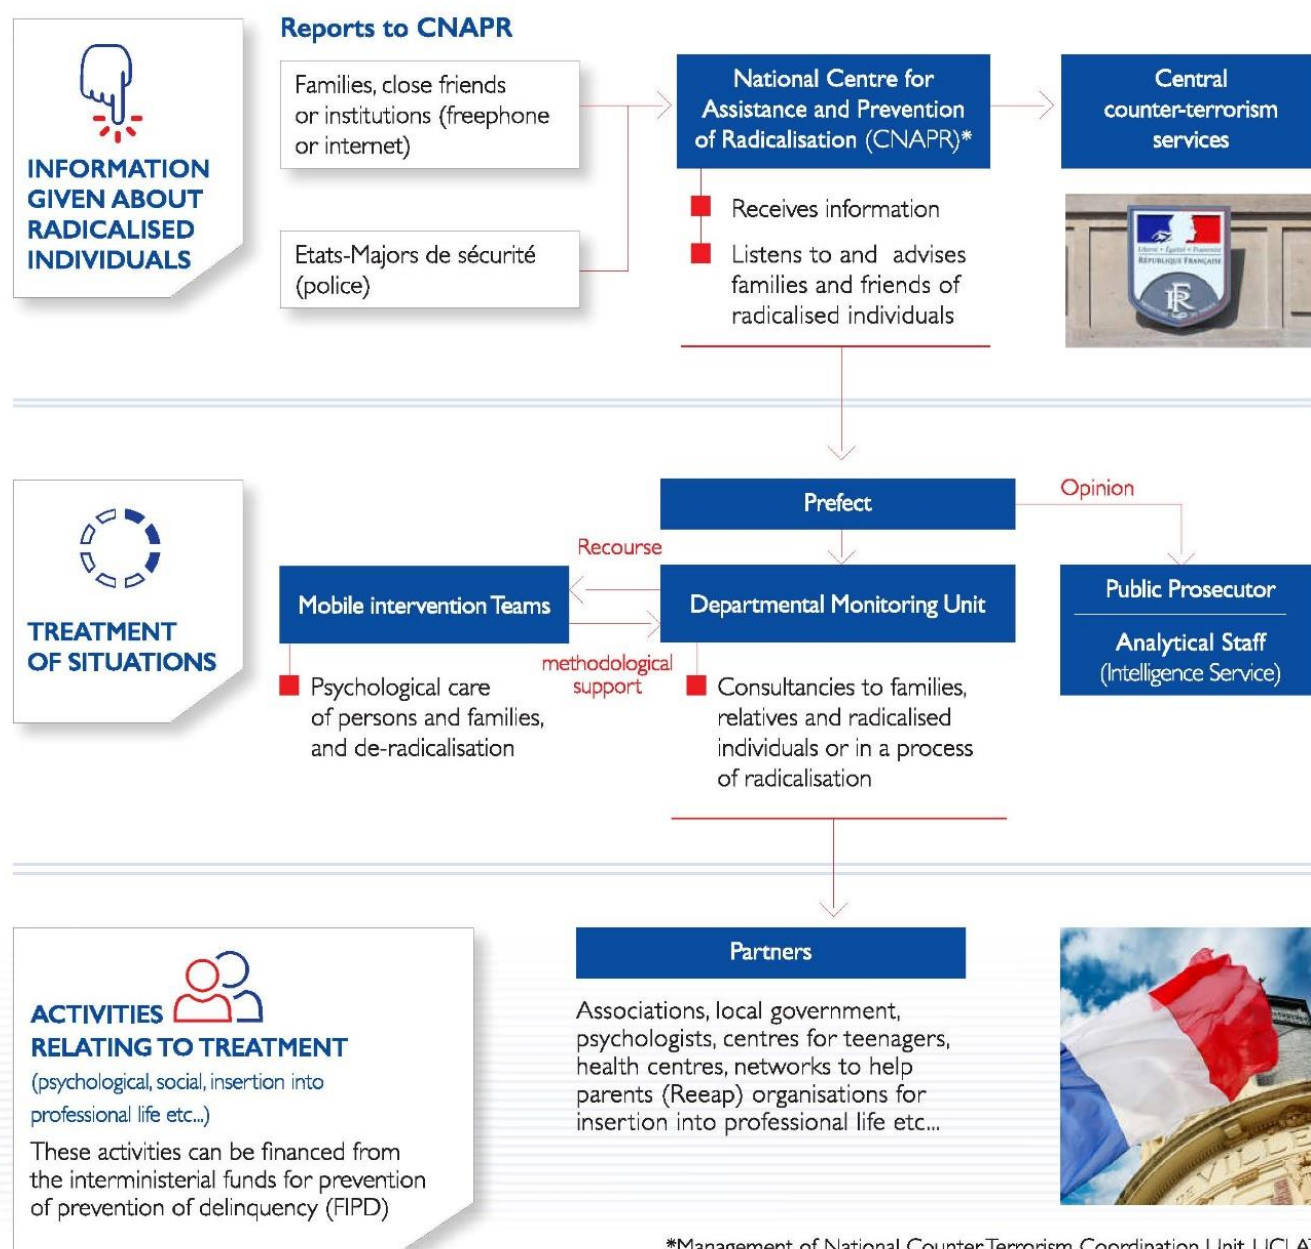 Reports to CNAPR
INFORMATION
GIVEN ABOUT
RADICALISED
INDIVIDUALS
Families, close friends
or institutions (freephone
or internet)
Etats-Majors de sécurité
(police)
National Centre for
Assistance and Prevention
of Radicalisation (CNAPR)*
Receives information
Listens to and advises
families and friends of
radicalised individuals
Central
counter-terrorism
services
Liberté • Égalité • Fraternité
RÉPUBLIQUE FRANÇAISE
RF
TREATMENT
OF SITUATIONS
Prefect
Opinion
Recourse
Mobile intervention Teams
Departmental Monitoring Unit
Public Prosecutor
Analytical Staff
(Intelligence Service)
methodological
support
Psychological care
of persons and families,
and de-radicalisation
Consultancies to families,
relatives and radicalised
individuals or in a process
of radicalisation
ACTIVITIES
RELATING TO TREATMENT
(psychological, social, insertion into
professional life etc...)
These activities can be financed from
the interministerial funds for prevention
of prevention of delinquency (FIPD)
Partners
Associations, local government,
psychologists, centres for teenagers,
health centres, networks to help
parents (Reeap) organisations for
insertion into professional life etc...
VILLE
*Management of National Counter Terrorism Coordination Unit